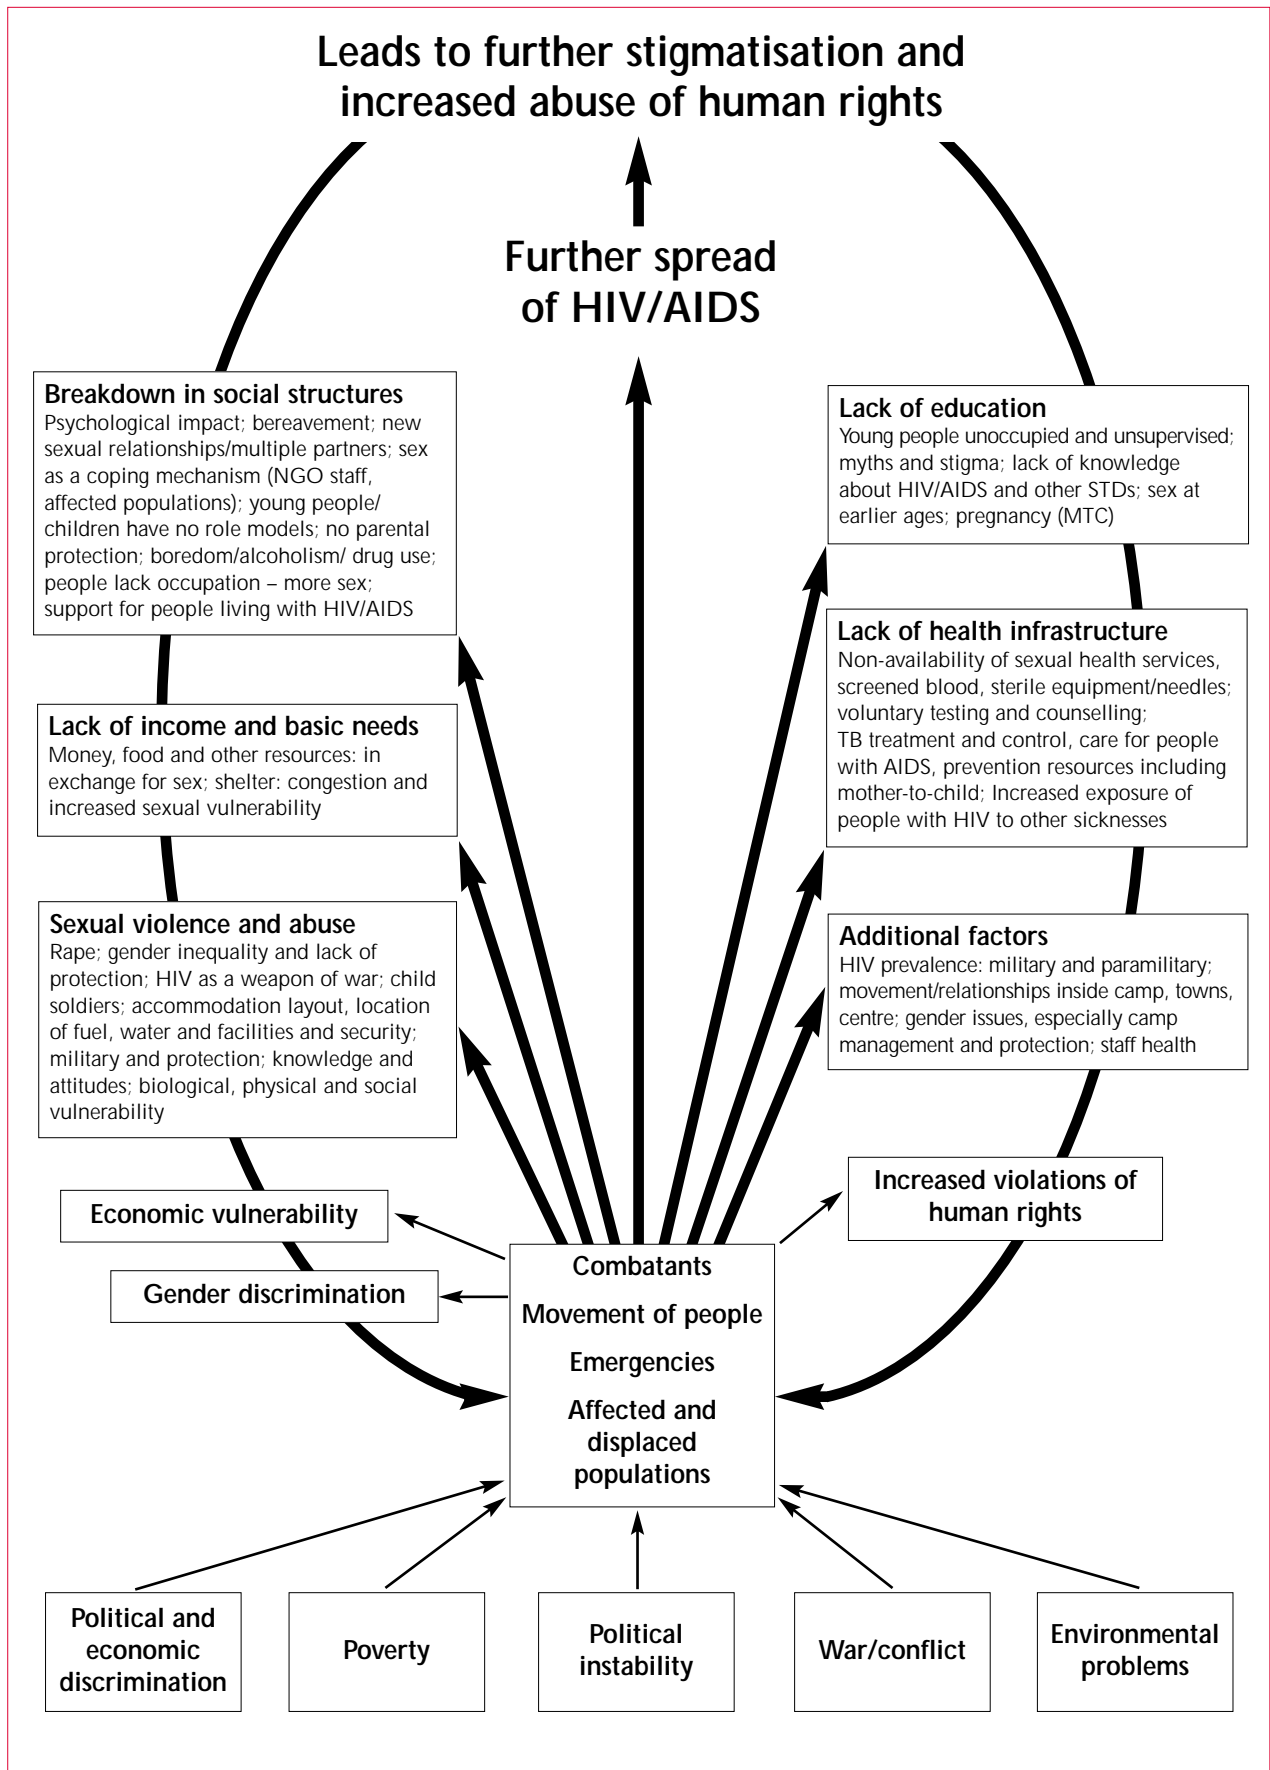 Leads to further stigmatisation and
increased abuse of human rights
Further spread
of HIV/AIDS
Breakdown in social structures
Psychological impact; bereavement; new
sexual relationships/multiple partners; sex
as a coping mechanism (NGO staff,
affected populations); young people/
children have no role models; no parental
protection; boredom/alcoholism/ drug use;
people lack occupation – more sex;
support for people living with HIV/AIDS
Lack of income and basic needs
Money, food and other resources: in
exchange for sex; shelter: congestion and
increased sexual vulnerability
Sexual violence and abuse
Rape; gender inequality and lack of
protection; HIV as a weapon of war; child
soldiers; accommodation layout, location
of fuel, water and facilities and security;
military and protection; knowledge and
attitudes; biological, physical and social
vulnerability
Economic vulnerability
Gender discrimination
Lack of education
Young people unoccupied and unsupervised;
myths and stigma; lack of knowledge
about HIV/AIDS and other STDs; sex at
earlier ages; pregnancy (MTC)
Lack of health infrastructure
Non-availability of sexual health services,
screened blood, sterile equipment/needles;
voluntary testing and counselling;
TB treatment and control, care for people
with AIDS, prevention resources including
mother-to-child; Increased exposure of
people with HIV to other sicknesses
Additional factors
HIV prevalence: military and paramilitary;
movement/relationships inside camp, towns,
centre; gender issues, especially camp
management and protection; staff health
Increased violations of
human rights
Combatants
Movement of people
Emergencies
Affected and
displaced
populations
Political and
economic
discrimination
Poverty
Political
instability
War/conflict
Environmental
problems